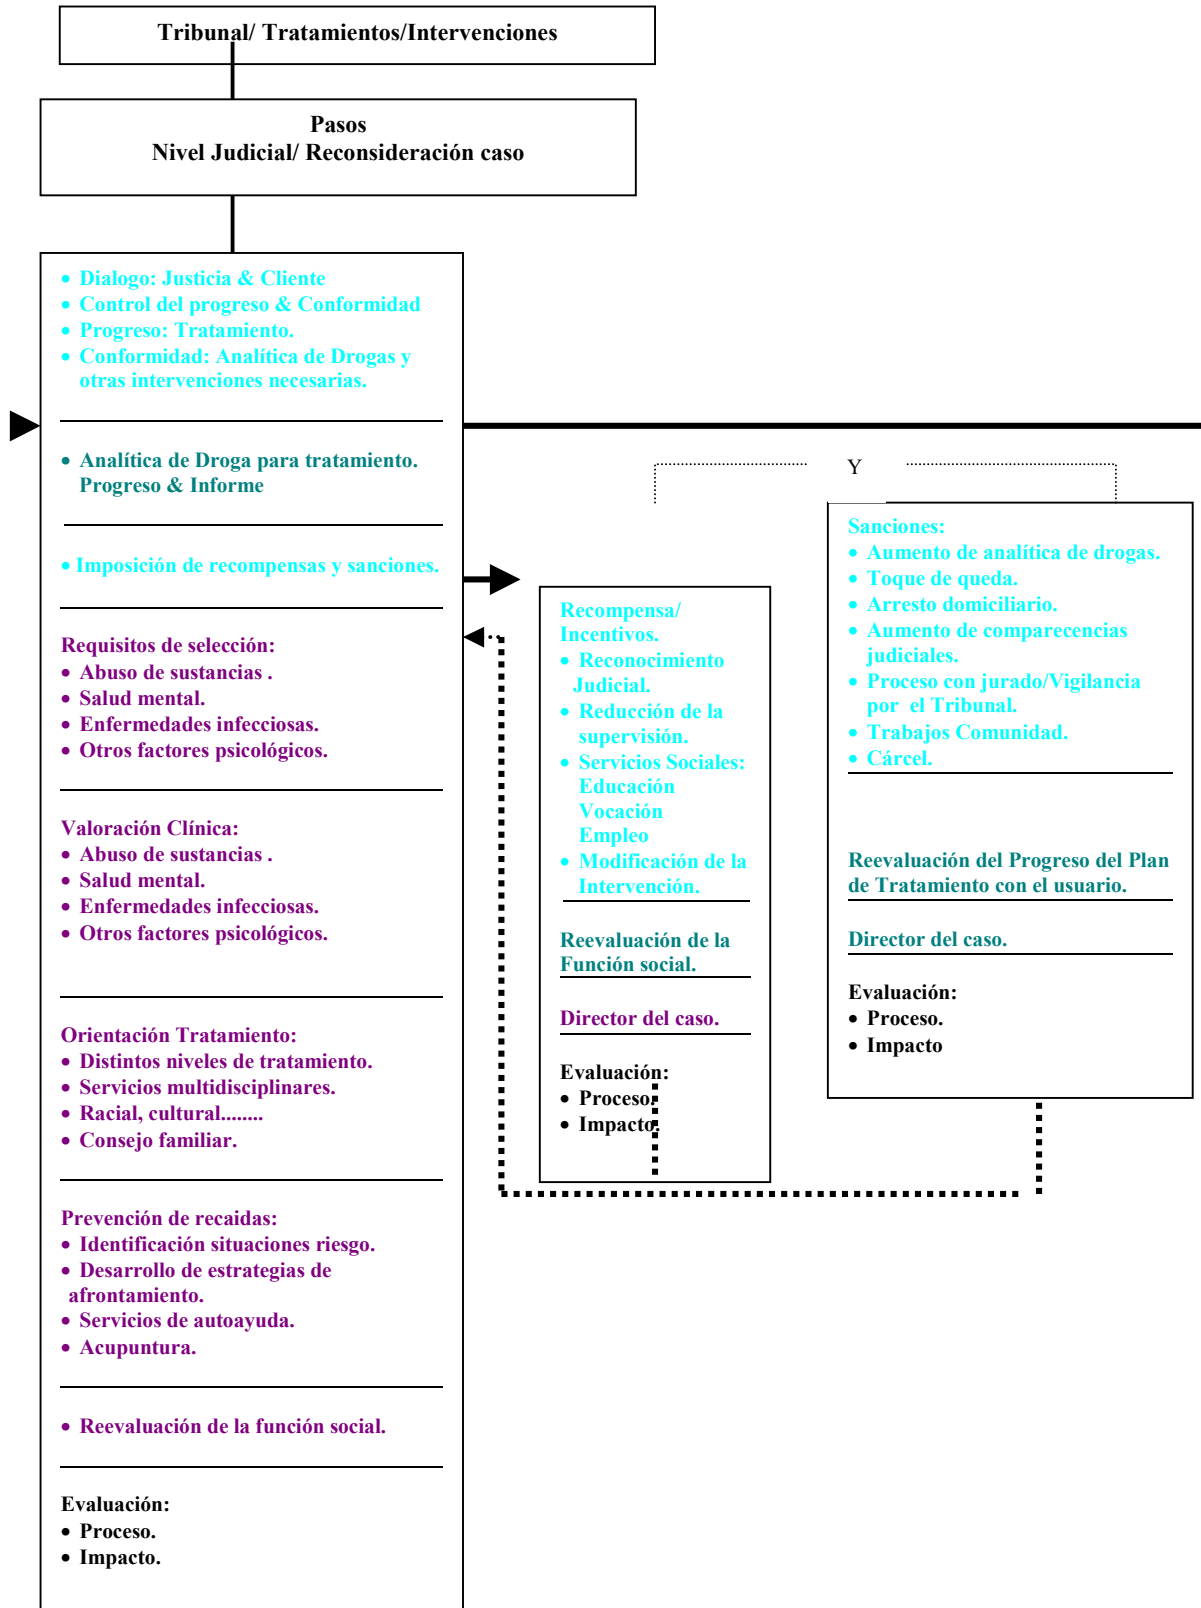 Tribunal/ Tratamientos/Intervenciones
Pasos
Nivel Judicial/ Reconsideración caso
• Dialogo: Justicia & Cliente
• Control del progreso & Conformidad
• Progreso: Tratamiento.
• Conformidad: Analítica de Drogas y
otras intervenciones necesarias.
• Analítica de Droga para tratamiento.
Progreso & Informe
• Imposición de recompensas y sanciones.
Requisitos de selección:
• Abuso de sustancias .
• Salud mental.
• Enfermedades infecciosas.
• Otros factores psicológicos.
Valoración Clínica:
• Abuso de sustancias .
• Salud mental.
• Enfermedades infecciosas.
• Otros factores psicológicos.
Orientación Tratamiento:
• Distintos niveles de tratamiento.
• Servicios multidisciplinares.
• Racial, cultural........
• Consejo familiar.
Prevención de recaidas:
• Identificación situaciones riesgo.
• Desarrollo de estrategias de
afrontamiento.
• Servicios de autoayuda.
• Acupuntura.
• Reevaluación de la función social.
Evaluación:
• Proceso.
• Impacto.
Y
Recompensa/
Incentivos.
• Reconocimiento
Judicial.
• Reducción de la
supervisión.
• Servicios Sociales:
Educación
Vocación
Empleo
• Modificación de la
Intervención.
Reevaluación de la
Función social.
Director del caso.
Evaluación:
• Proceso.
• Impacto.
Sanciones:
• Aumento de analítica de drogas.
• Toque de queda.
• Arresto domiciliario.
• Aumento de comparecencias
judiciales.
• Proceso con jurado/Vigilancia
por el Tribunal.
• Trabajos Comunidad.
• Cárcel.
Reevaluación del Progreso del Plan
de Tratamiento con el usuario.
Director del caso.
Evaluación:
• Proceso.
• Impacto